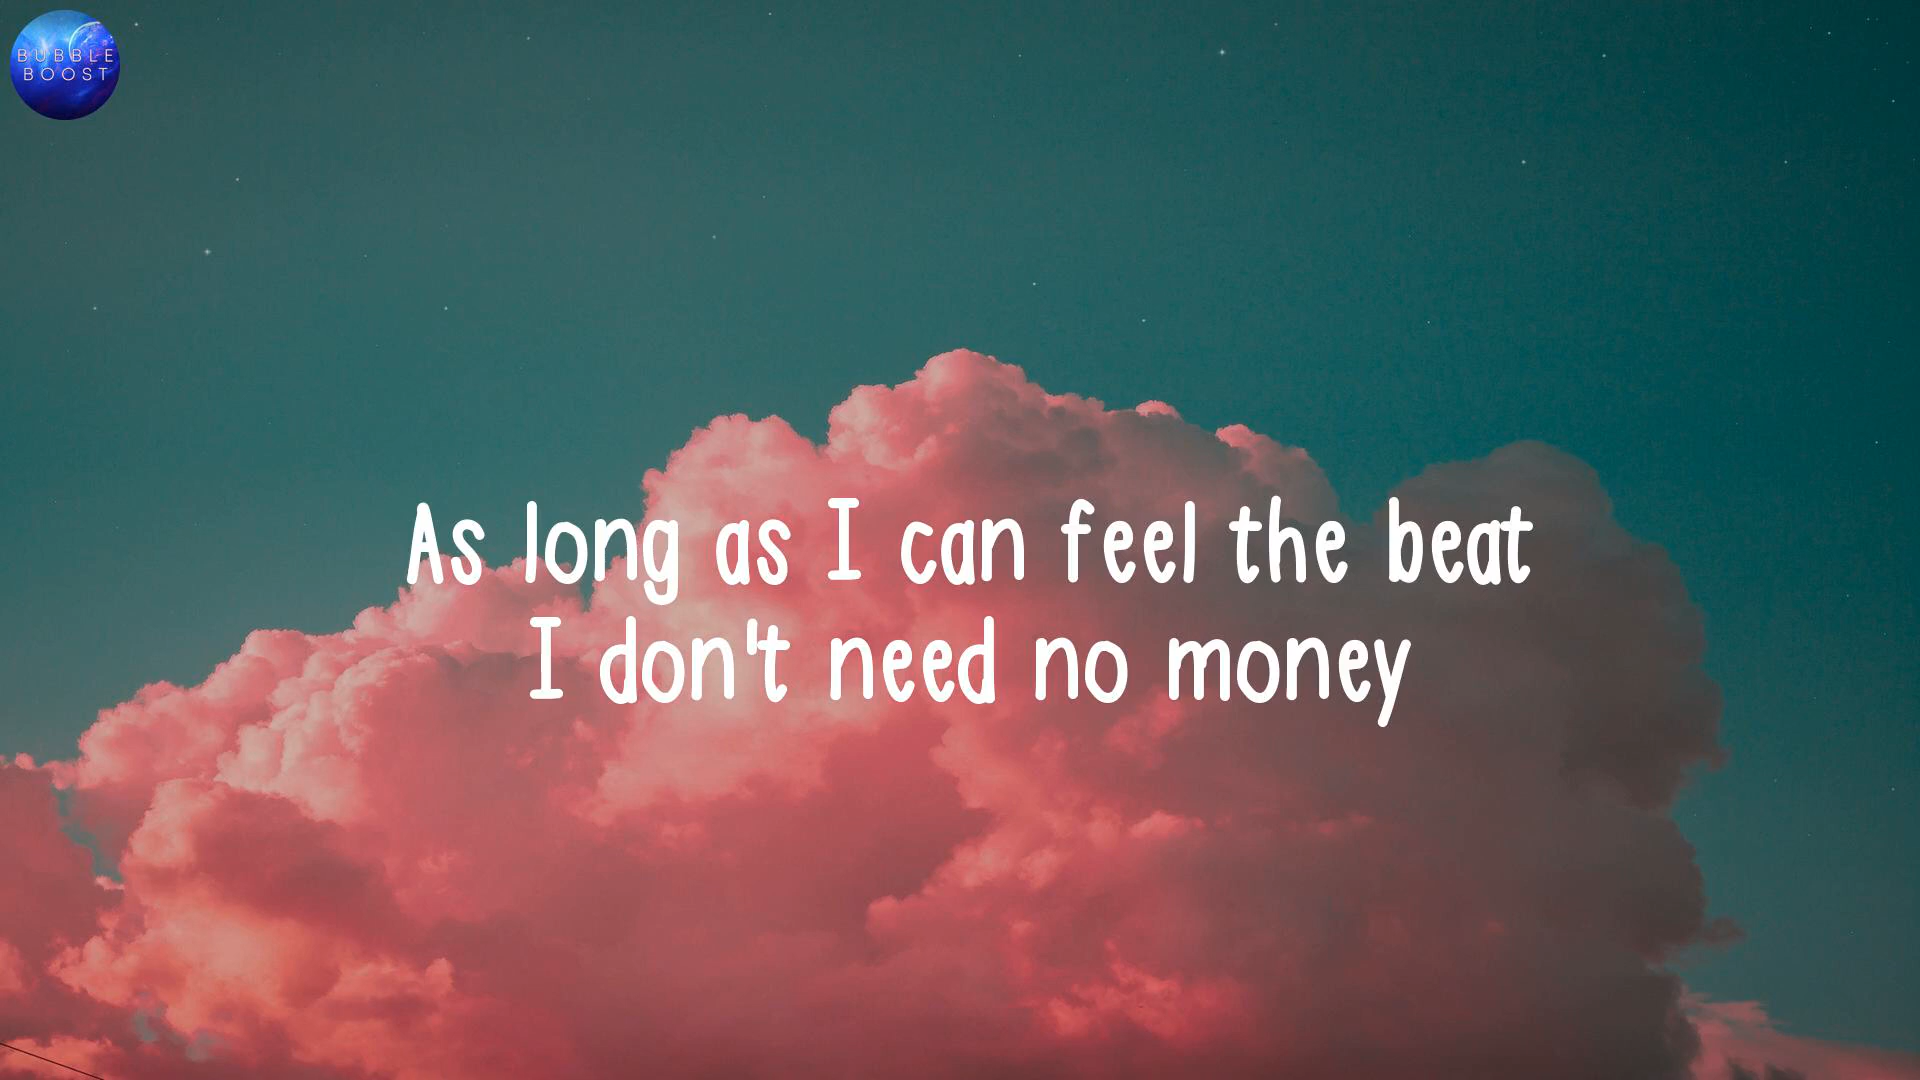 BUBBLE
BOOST
As long as I can feel the beat
I don't need no money